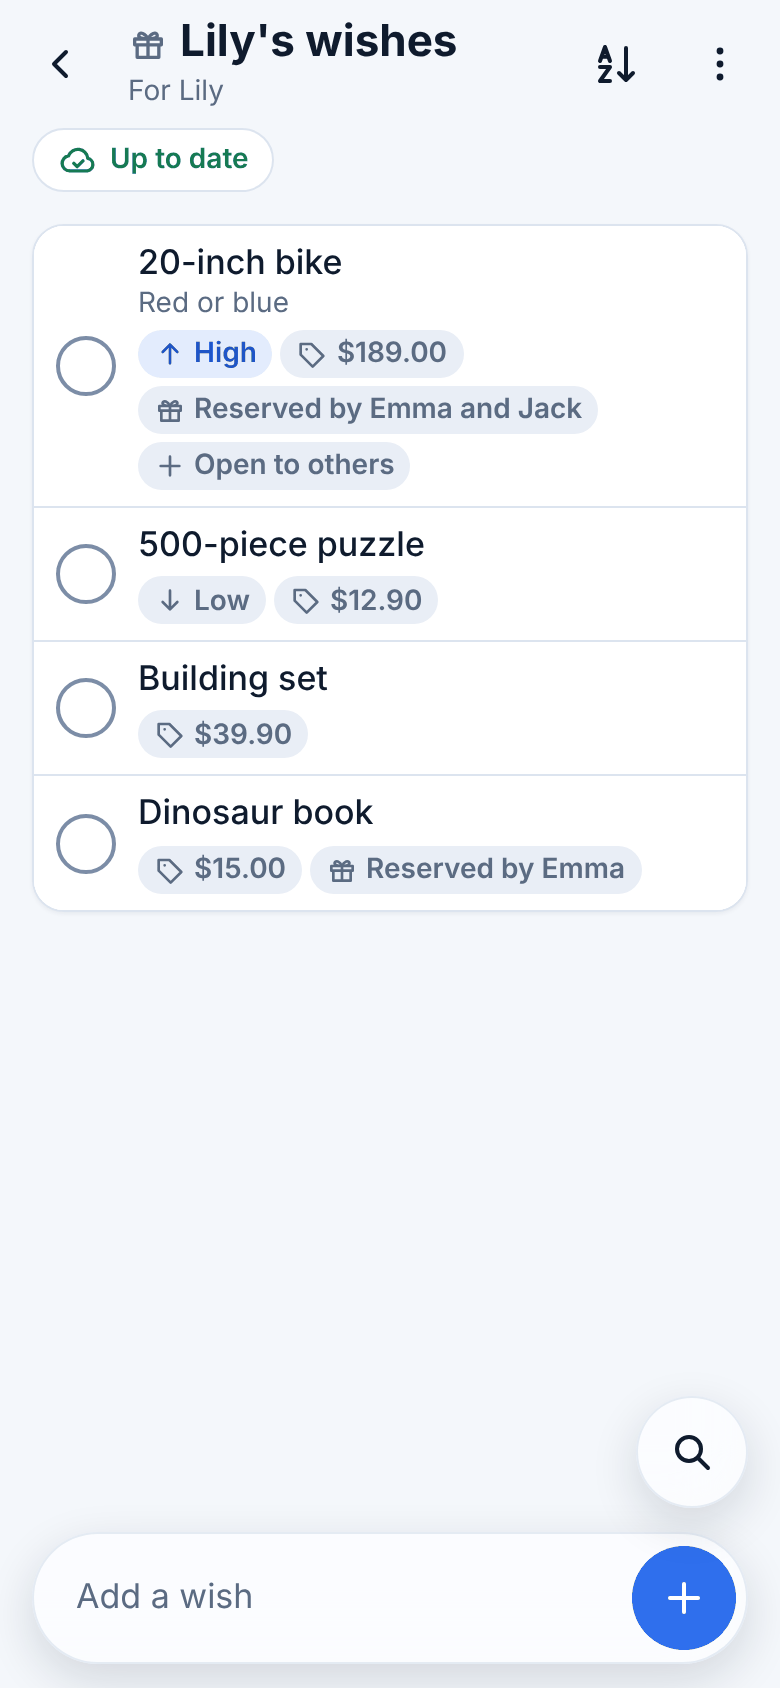 Lily's wishes
For Lily
Up to date
20-inch bike
Red or blue
High
$189.00
Reserved by Emma and Jack
Open to others
500-piece puzzle
Low
$12.90
Building set
$39.90
Dinosaur book
$15.00
Reserved by Emma
Add a wish